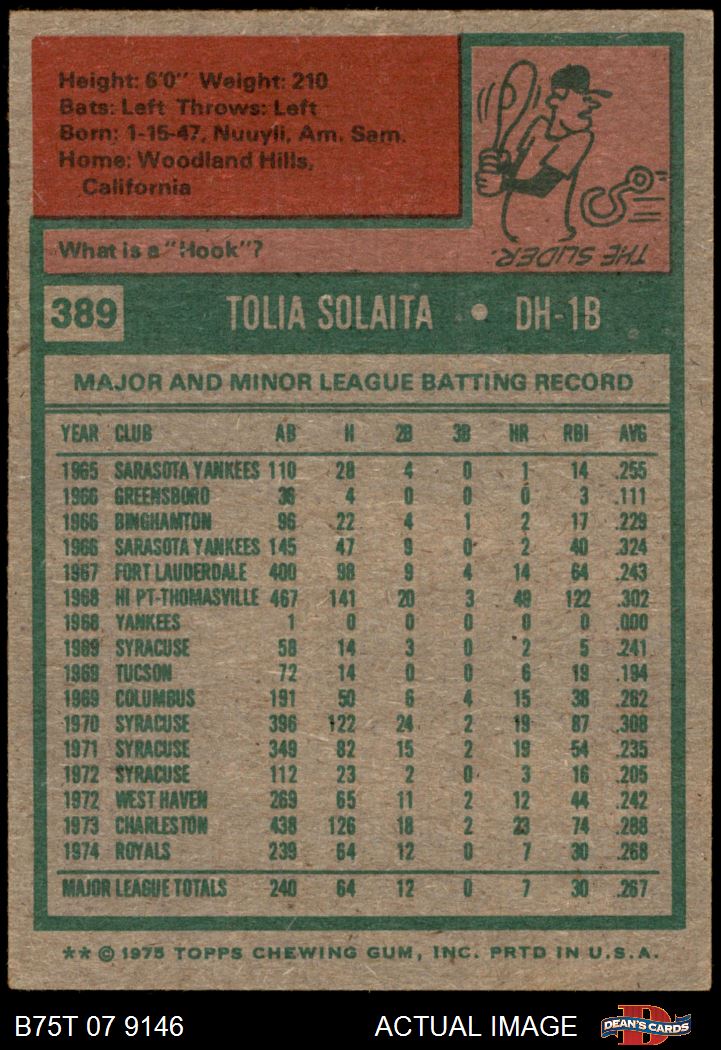 Height: 6'0" Weight: 210
Bats: Left Throws: Left
Born: 1-15-47, Nuuyli, Am. Sam.
Home: Woodland Hills,
California
What is a "Hook"?
THE SLIDER.
389 TOLIA SOLAITA • DH-1B
MAJOR AND MINOR LEAGUE BATTING RECORD
YEAR CLUB AB H 2B 3B HR RBI AVG
1965 SARASOTA YANKEES 110 28 4 0 1 14 .255
1966 GREENSBORO 36 4 0 0 0 3 .111
1966 BINGHAMTON 96 22 4 1 2 17 .229
1966 SARASOTA YANKEES 145 47 9 0 2 40 .324
1967 FORT LAUDERDALE 400 98 9 4 14 64 .243
1968 HI PT-THOMASVILLE 467 141 20 3 49 122 .302
1968 YANKEES 1 0 0 0 0 0 .000
1969 SYRACUSE 58 14 3 0 2 5 .241
1969 TUCSON 72 14 0 0 6 19 .194
1969 COLUMBUS 191 50 6 4 15 38 .262
1970 SYRACUSE 396 122 24 2 19 87 .308
1971 SYRACUSE 349 82 15 2 19 54 .235
1972 SYRACUSE 112 23 2 0 3 16 .205
1972 WEST HAVEN 269 65 11 2 12 44 .242
1973 CHARLESTON 438 126 18 2 23 74 .288
1974 ROYALS 239 64 12 0 7 30 .268
MAJOR LEAGUE TOTALS 240 64 12 0 7 30 .267
** © 1975 TOPPS CHEWING GUM, INC. PRTD IN U.S.A.
B75T 07 9146 ACTUAL IMAGE D DEAN'S CARDS